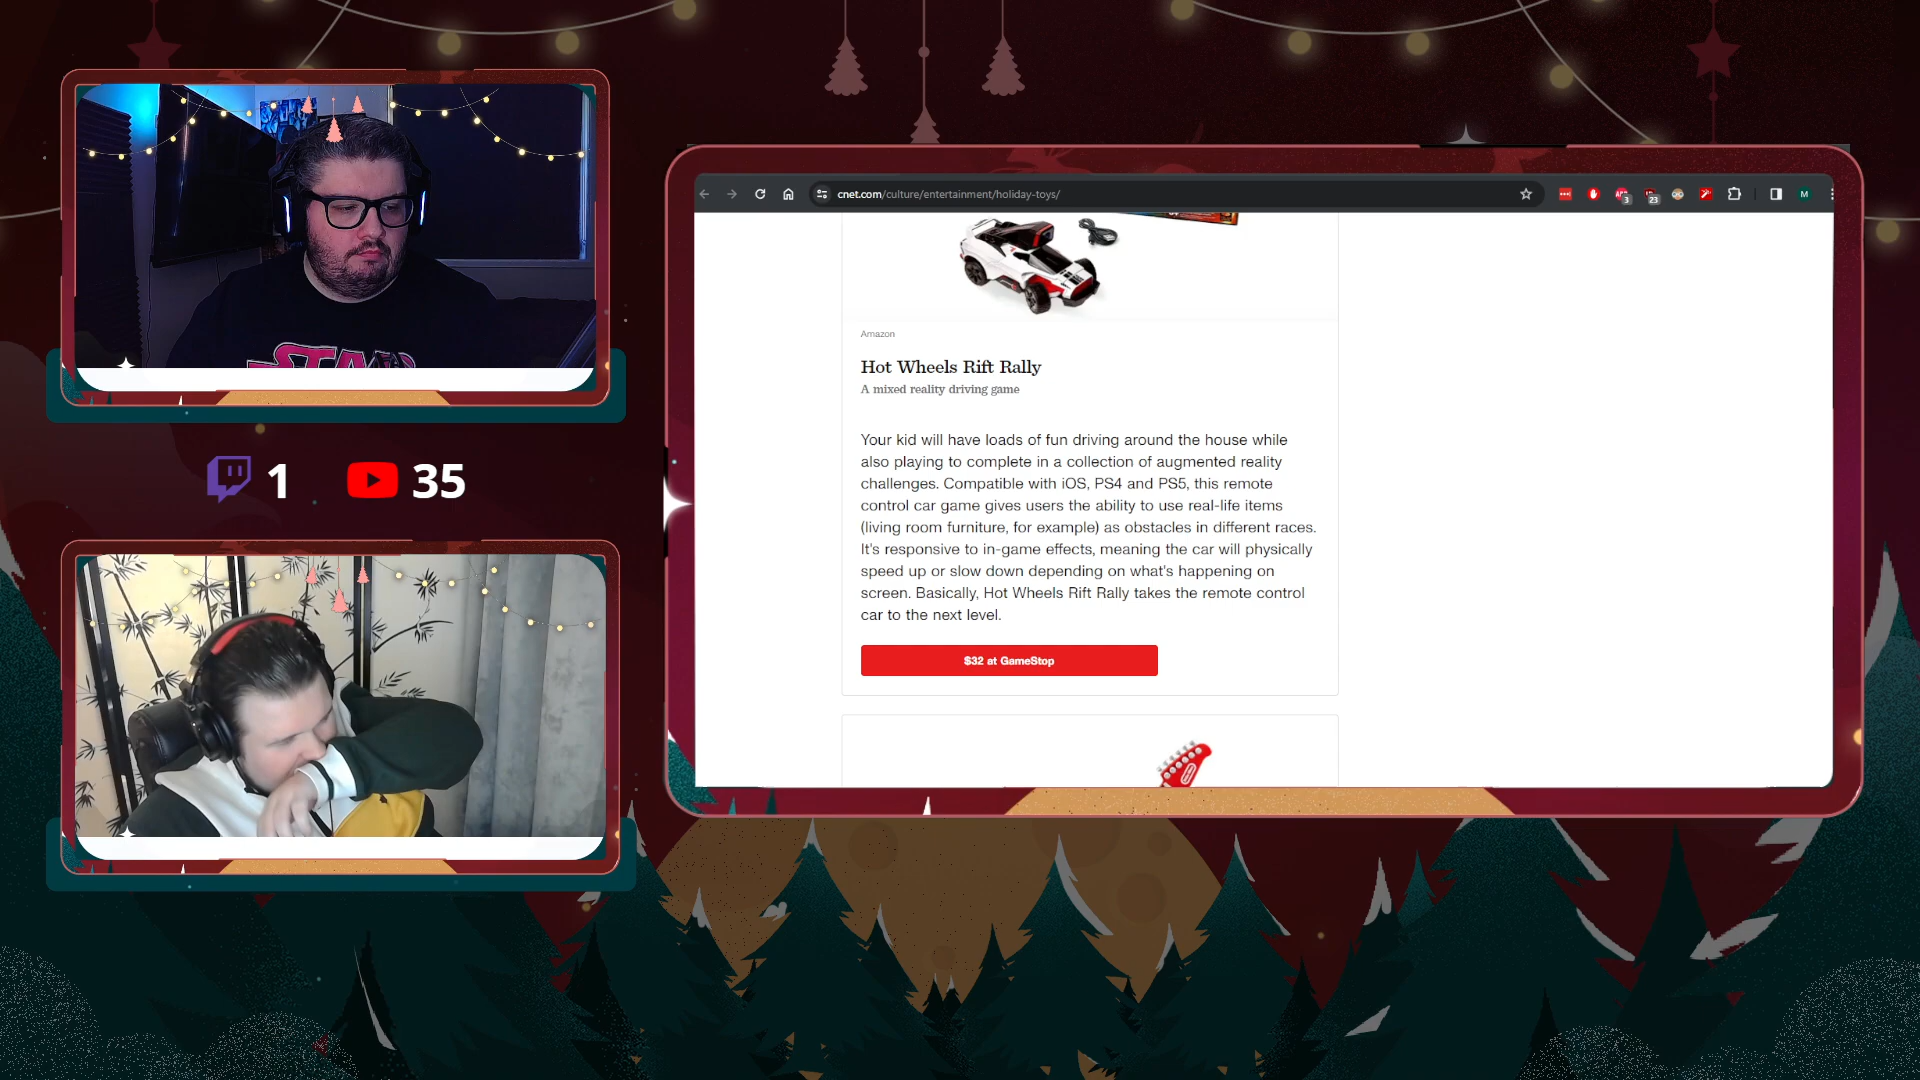 cnet.com/culture/entertainment/holiday-toys/
3
23
M
Amazon
Hot Wheels Rift Rally
A mixed reality driving game
Your kid will have loads of fun driving around the house while
also playing to complete in a collection of augmented reality
challenges. Compatible with iOS, PS4 and PS5, this remote
control car game gives users the ability to use real-life items
(living room furniture, for example) as obstacles in different races.
It's responsive to in-game effects, meaning the car will physically
speed up or slow down depending on what's happening on
screen. Basically, Hot Wheels Rift Rally takes the remote control
car to the next level.
$32 at GameStop
1
35